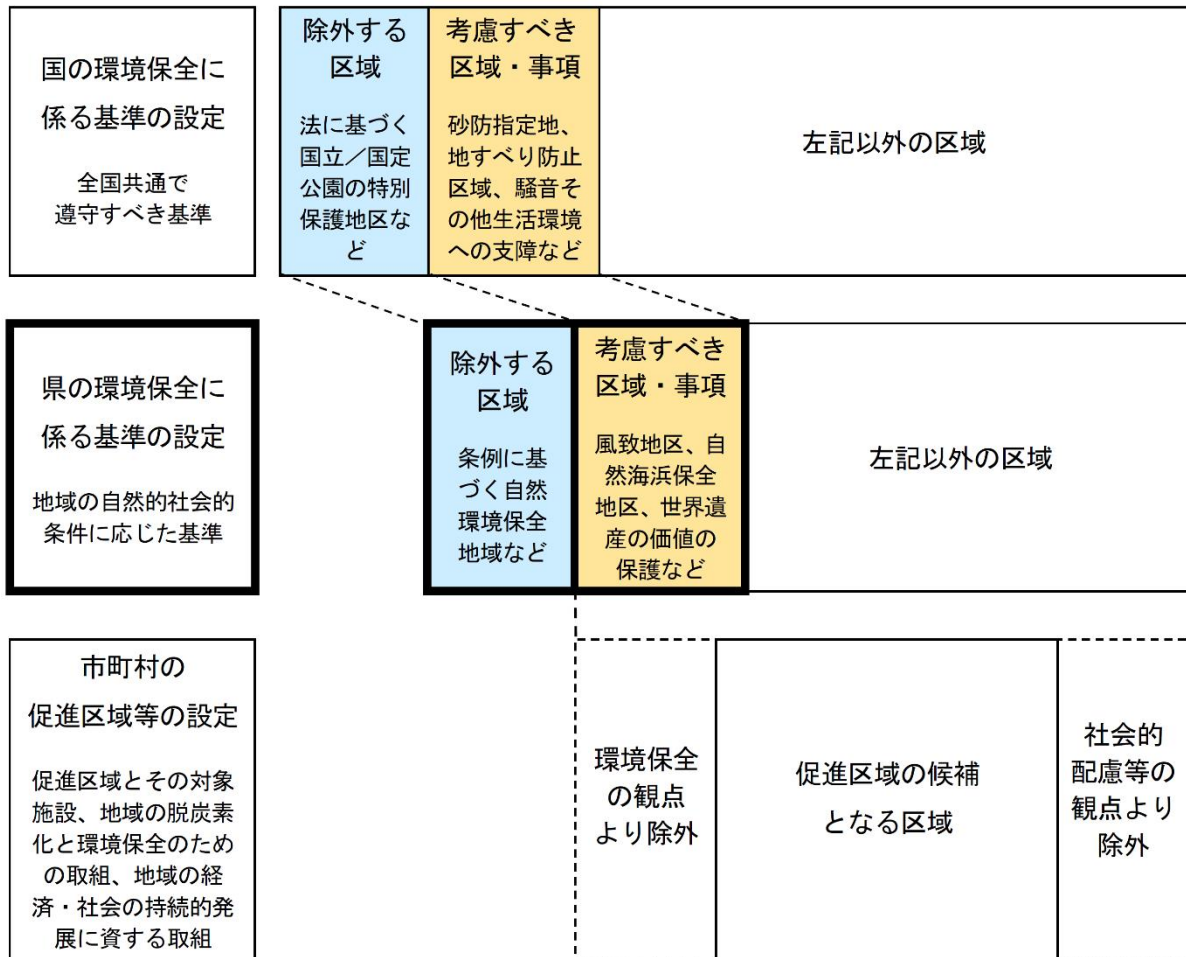 国の環境保全に
係る基準の設定
全国共通で
遵守すべき基準
除外する
区域
法に基づく
国立／国定
公園の特別
保護地区な
ど
考慮すべき
区域・事項
砂防指定地、
地すべり防止
区域、騒音そ
の他生活環境
への支障など
左記以外の区域
県の環境保全に
係る基準の設定
地域の自然的社会的
条件に応じた基準
除外する
区域
条例に基
づく自然
環境保全
地域など
考慮すべき
区域・事項
風致地区、自
然海浜保全
地区、世界遺
産の価値の
保護など
左記以外の区域
市町村の
促進区域等の設定
促進区域とその対象
施設、地域の脱炭素
化と環境保全のため
の取組、地域の経
済・社会の持続的発
展に資する取組
環境保全
の観点
より除外
促進区域の候補
となる区域
社会的
配慮等の
観点より
除外